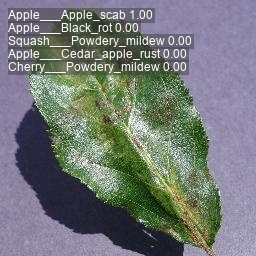 Apple___Apple_scab 1.00
Apple___Black_rot 0.00
Squash___Powdery_mildew 0.00
Apple___Cedar_apple_rust 0.00
Cherry___Powdery_mildew 0.00